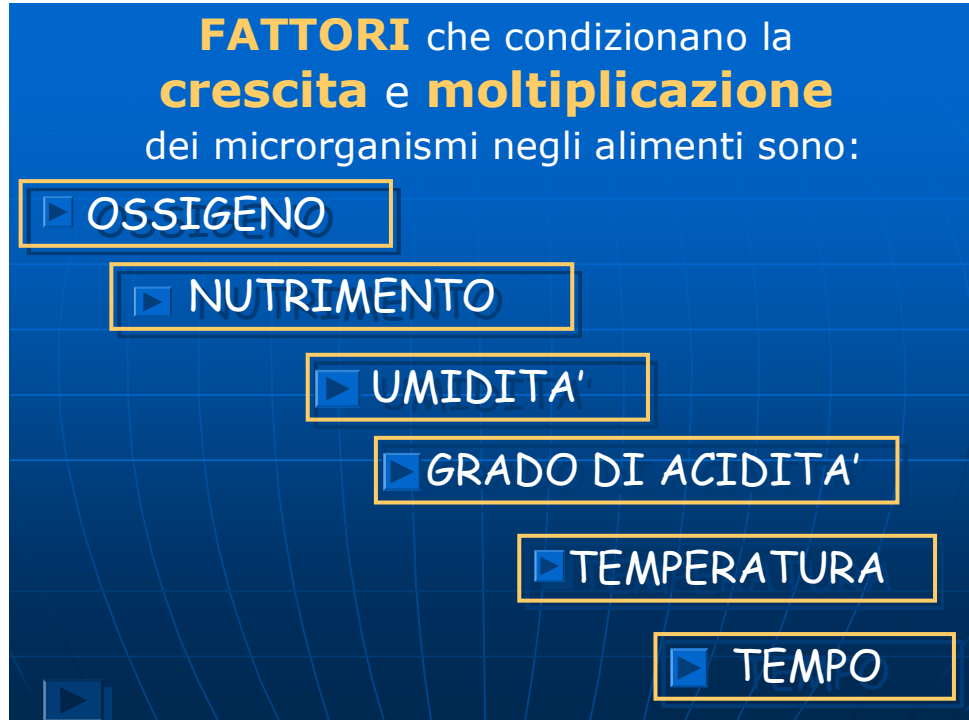 FATTORI che condizionano la
crescita e moltiplicazione
dei microrganismi negli alimenti sono:
OSSIGENO
NUTRIMENTO
UMIDITA’
GRADO DI ACIDITA’
TEMPERATURA
TEMPO